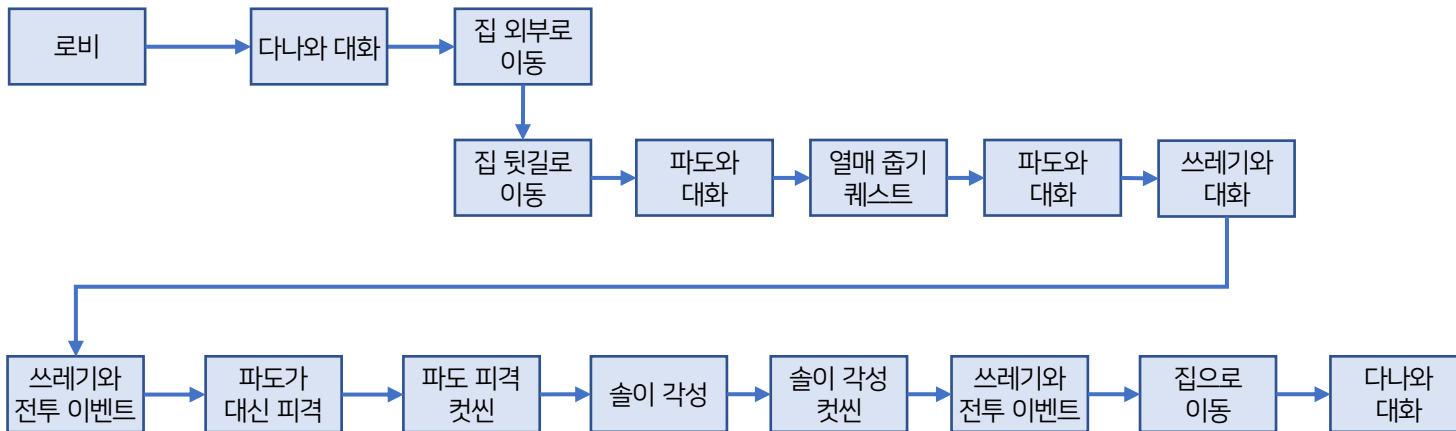 로비
다나와 대화
집 외부로
이동
집 뒷길로
이동
파도와
대화
열매 줍기
퀘스트
파도와
대화
쓰레기와
대화
쓰레기와
전투 이벤트
파도가
대신 피격
파도 피격
컷씬
솔이 각성
솔이 각성
컷씬
쓰레기와
전투 이벤트
집으로
이동
다나와
대화